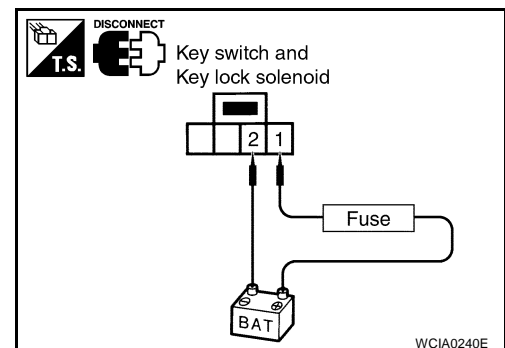 DISCONNECT
T.S.
Key switch and
Key lock solenoid
2 1
Fuse
⊖ ⊕
BAT
WCIA0240E